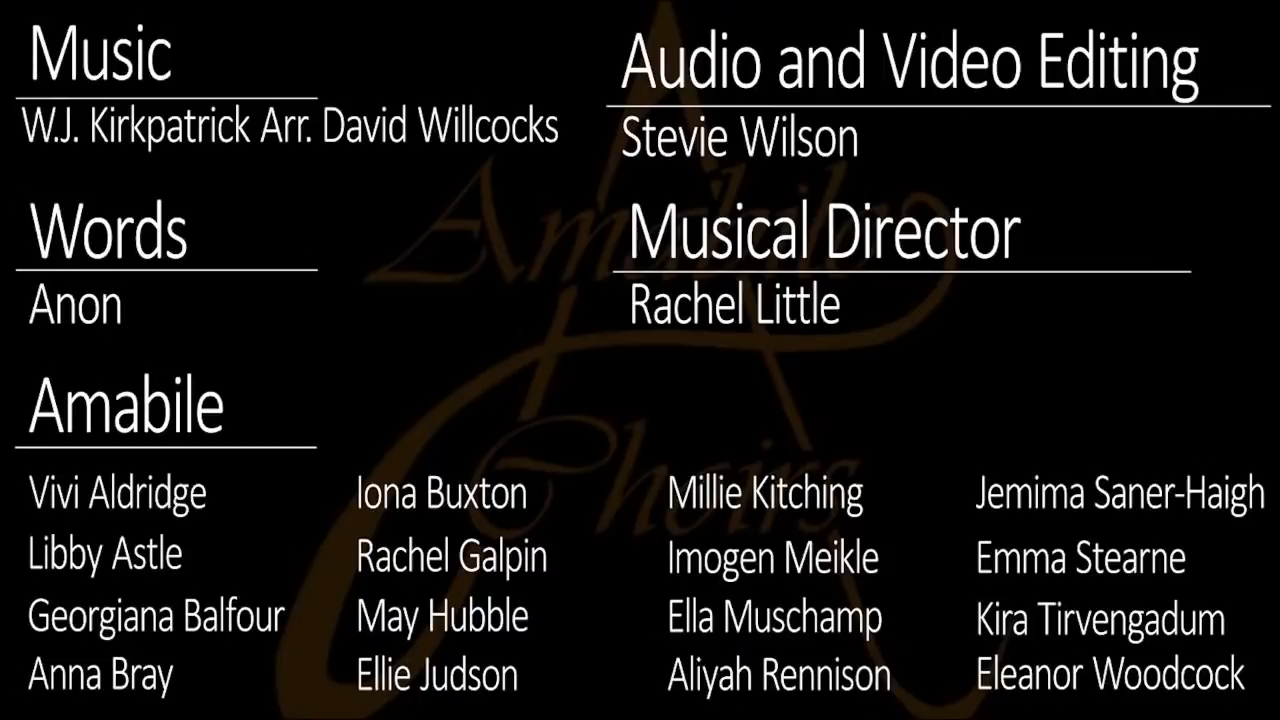 Music
W.J. Kirkpatrick Arr. David Willcocks
Audio and Video Editing
Stevie Wilson
Words
Anon
Musical Director
Rachel Little
Amabile
Vivi Aldridge
Libby Astle
Georgiana Balfour
Anna Bray
Iona Buxton
Rachel Galpin
May Hubble
Ellie Judson
Millie Kitching
Imogen Meikle
Ella Muschamp
Aliyah Rennison
Jemima Saner-Haigh
Emma Stearne
Kira Tirvengadum
Eleanor Woodcock
Amabile
Choirs